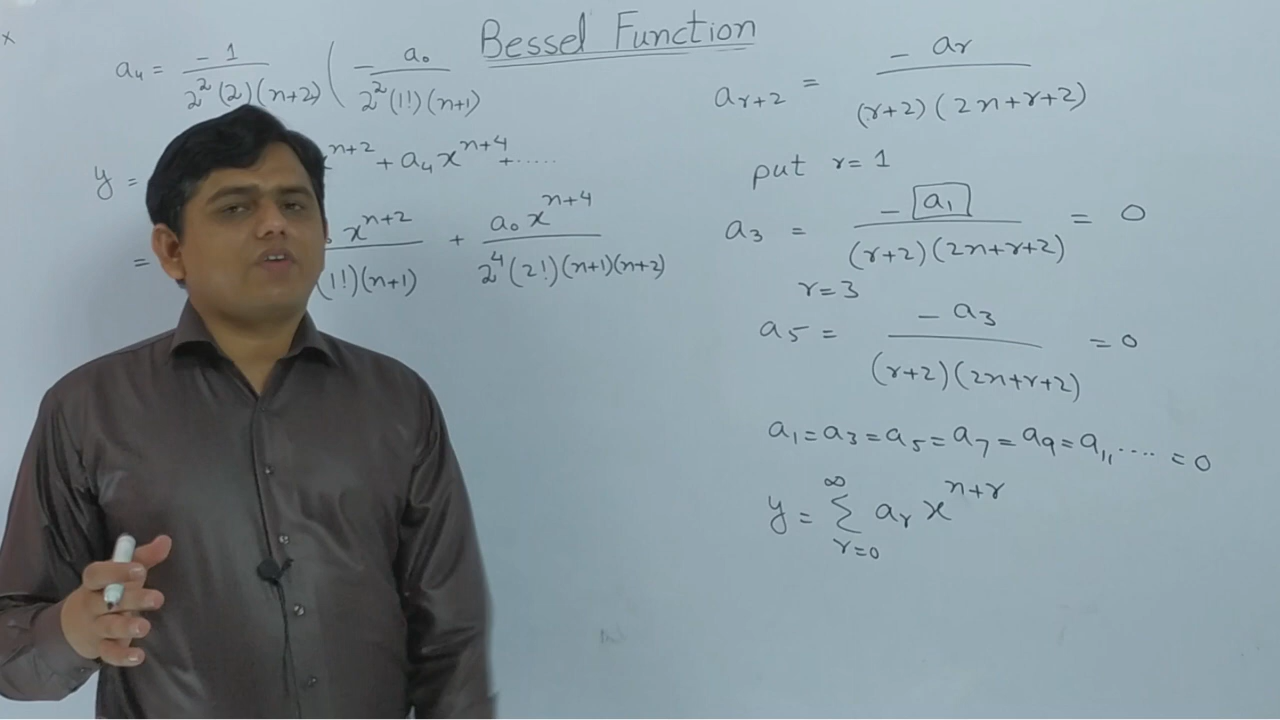 Bessel Function
x
a₄ = -1 / 2²(2)(n+2) ( - a₀ / 2²(1!)(n+1)
y = x^(n+2) + a₄x^(n+4) + .....
= x^(n+2) / (1!)(n+1) + a₀x^(n+4) / 2⁴(2!)(n+1)(n+2)
a_(r+2) = -a_r / (r+2)(2n+r+2)
put r=1
a₃ = -a₁ / (r+2)(2n+r+2) = 0
r=3
a₅ = -a₃ / (r+2)(2n+r+2) = 0
a₁=a₃=a₅=a₇=a₉=a₁₁.....=0
y = ∞ Σ r=0 a_r x^(n+r)